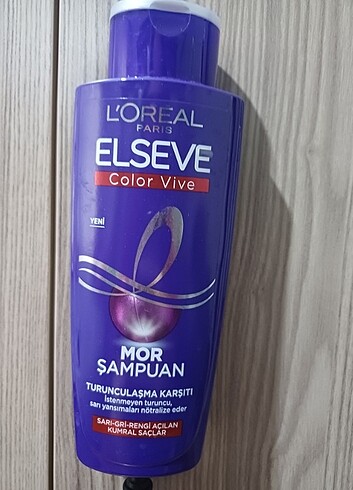 L'ORÉAL
PARIS
ELSEVE
Color Vive
YENİ
MOR
ŞAMPUAN
TURUNCULAŞMA KARŞITI
İstenmeyen turuncu,
sarı yansımaları nötralize eder
SARI-GRİ-RENGİ AÇILAN
KUMRAL SAÇLAR